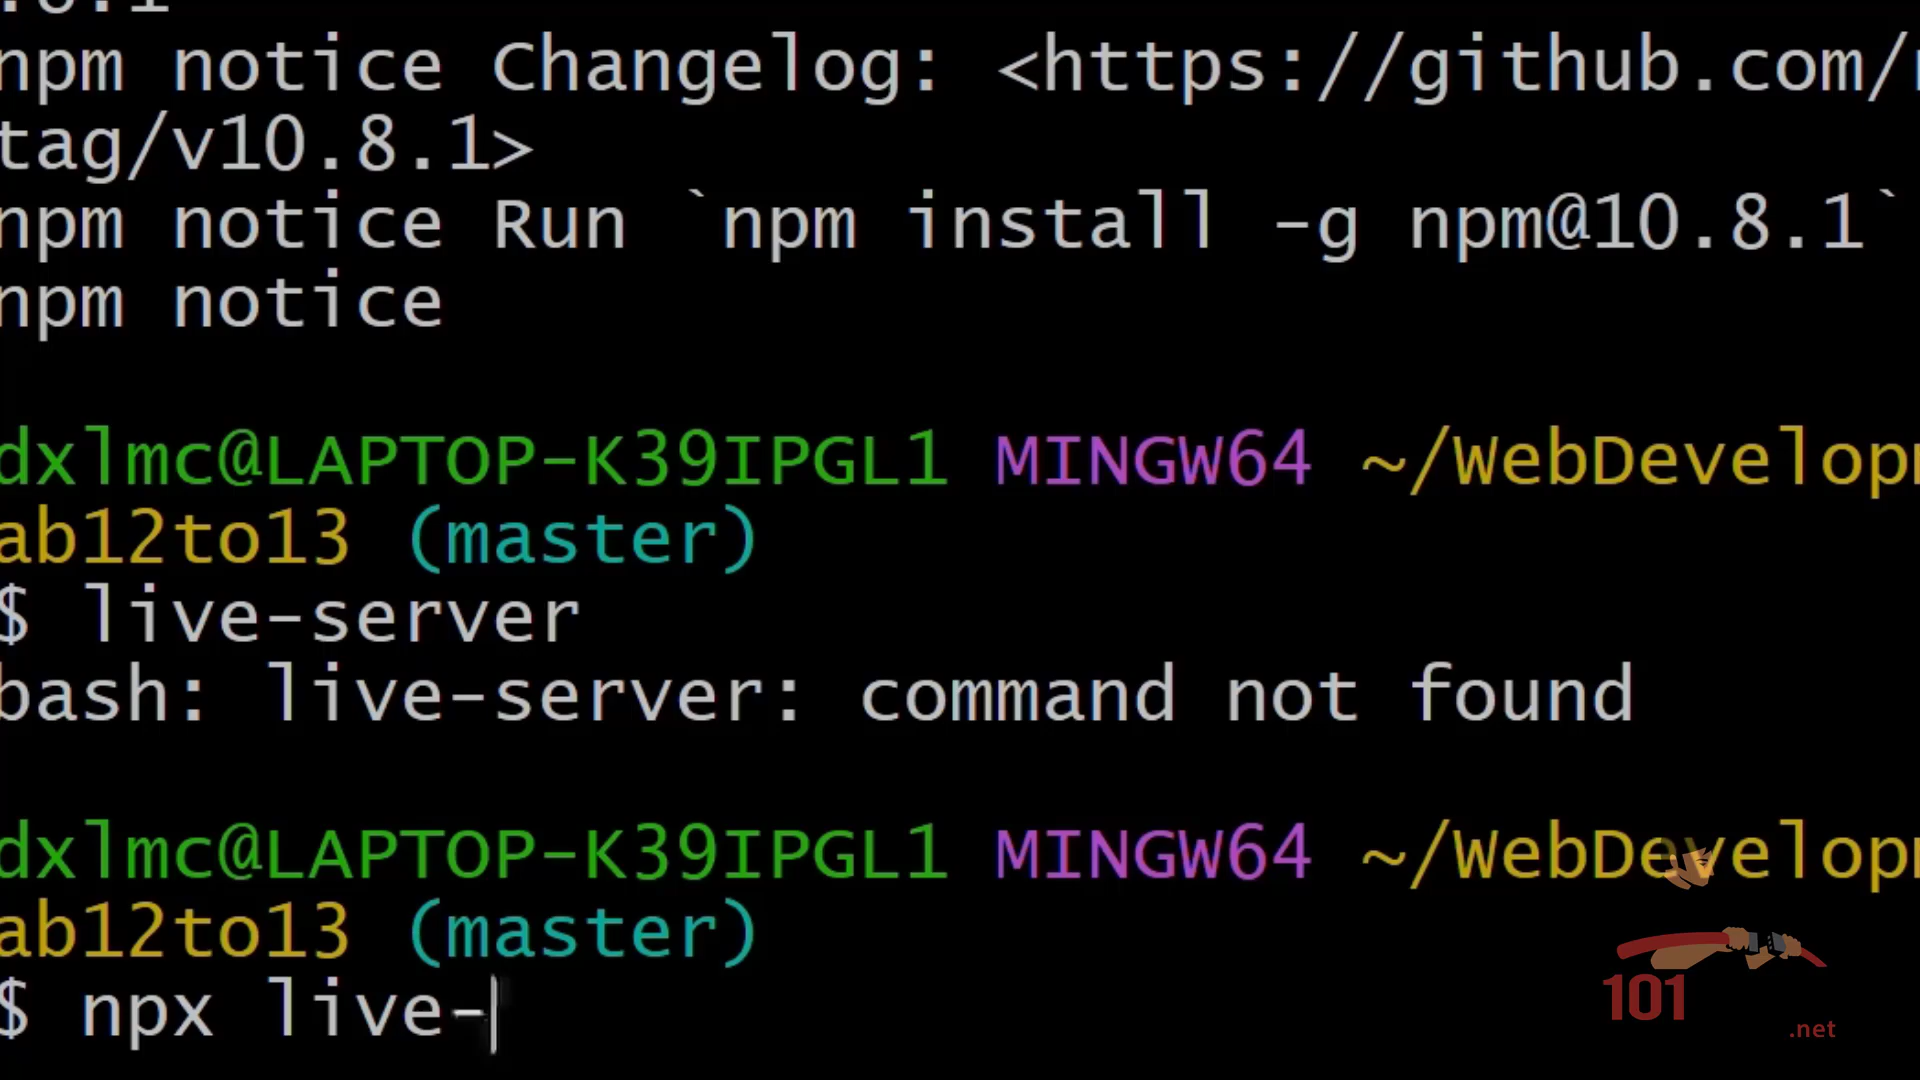 .8.1
npm notice Changelog: <https://github.com/
tag/v10.8.1>
npm notice Run `npm install -g npm@10.8.1`
npm notice
dxlmc@LAPTOP-K39IPGL1 MINGW64 ~/WebDevelop
ab12to13 (master)
$ live-server
bash: live-server: command not found
dxlmc@LAPTOP-K39IPGL1 MINGW64 ~/WebDevelop
ab12to13 (master)
$ npx live-
101
.net